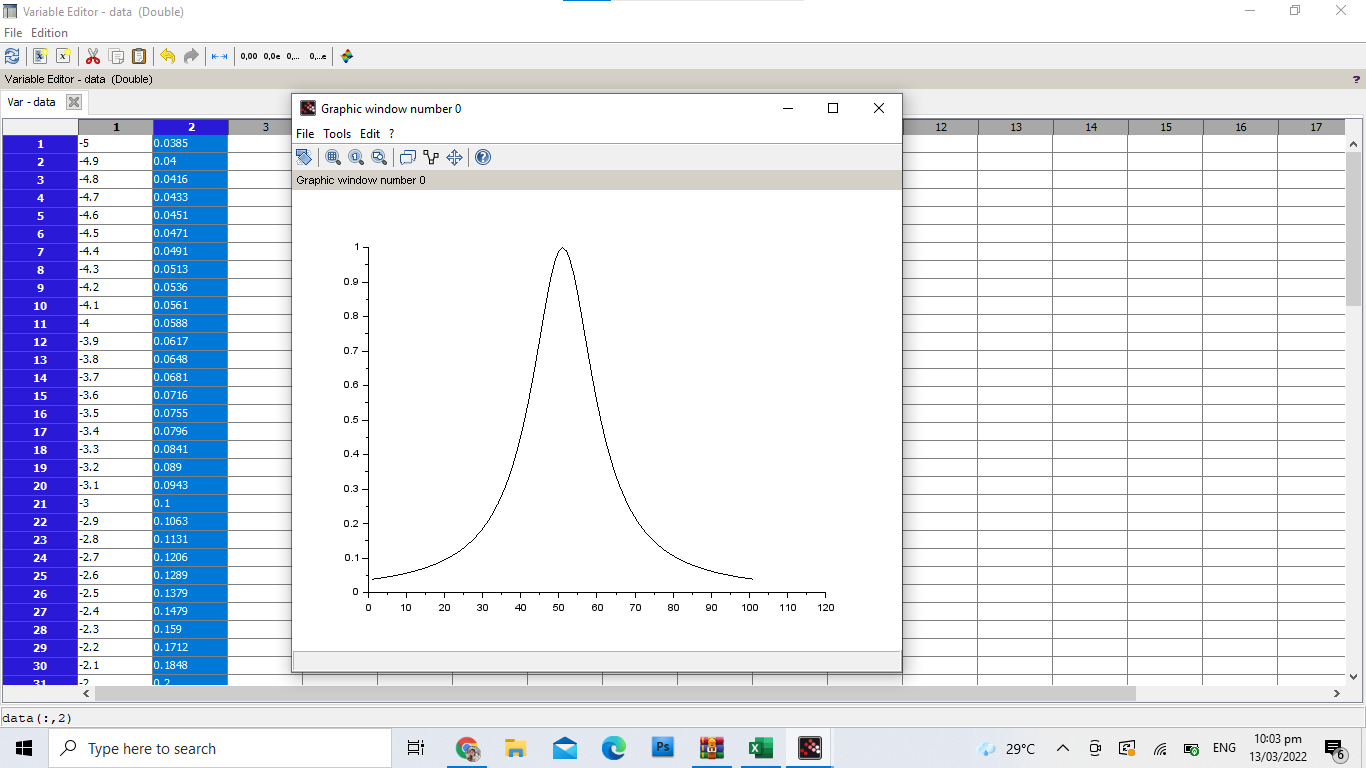 Variable Editor - data (Double)
File Edition
0,00 0,0e 0,... 0,...e
Variable Editor - data (Double) ?
Var - data
1 2 3 12 13 14 15 16 17
1 -5 0.0385
2 -4.9 0.04
3 -4.8 0.0416
4 -4.7 0.0433
5 -4.6 0.0451
6 -4.5 0.0471
7 -4.4 0.0491
8 -4.3 0.0513
9 -4.2 0.0536
10 -4.1 0.0561
11 -4 0.0588
12 -3.9 0.0617
13 -3.8 0.0648
14 -3.7 0.0681
15 -3.6 0.0716
16 -3.5 0.0755
17 -3.4 0.0796
18 -3.3 0.0841
19 -3.2 0.089
20 -3.1 0.0943
21 -3 0.1
22 -2.9 0.1063
23 -2.8 0.1131
24 -2.7 0.1206
25 -2.6 0.1289
26 -2.5 0.1379
27 -2.4 0.1479
28 -2.3 0.159
29 -2.2 0.1712
30 -2.1 0.1848
31 -2 0.2
Graphic window number 0
File Tools Edit ?
Graphic window number 0
1
0.9
0.8
0.7
0.6
0.5
0.4
0.3
0.2
0.1
0
0 10 20 30 40 50 60 70 80 90 100 110 120
data(:,2)
Type here to search
Ps
29°C
ENG
10:03 pm
13/03/2022
6